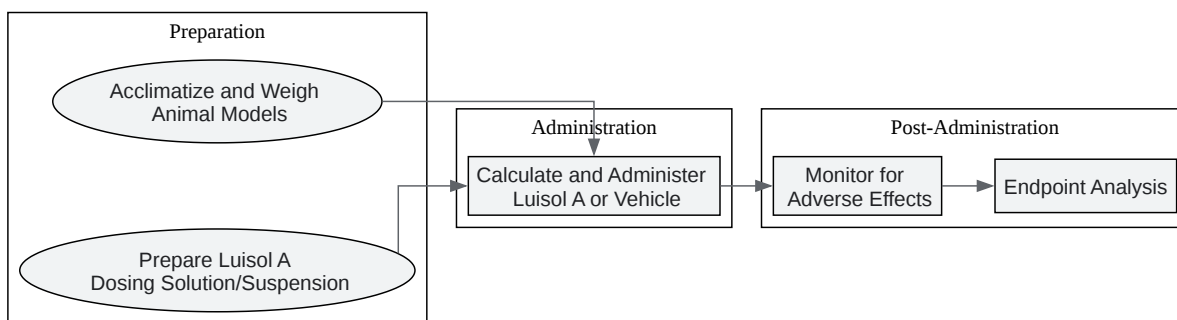 Preparation
Acclimatize and Weigh
Animal Models
Prepare Luisol A
Dosing Solution/Suspension
Administration
Calculate and Administer
Luisol A or Vehicle
Post-Administration
Monitor for
Adverse Effects
Endpoint Analysis